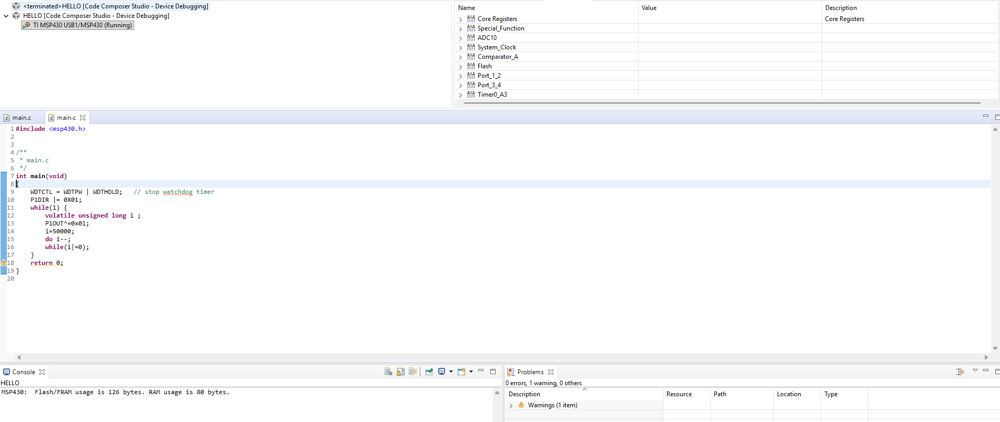 <terminated>HELLO [Code Composer Studio - Device Debugging]
HELLO [Code Composer Studio - Device Debugging]
TI MSP430 USB1/MSP430 (Running)
Name Value Description
Core Registers Core Registers
Special_Function
ADC10
System_Clock
Comparator_A
Flash
Port_1_2
Port_3_4
Timer0_A3
main.c main.c
1 #include <msp430.h>
2
3
4 /**
5  * main.c
6  */
7 int main(void)
8 {
9     WDTCTL = WDTPW | WDTHOLD;   // stop watchdog timer
10     P1DIR |= 0X01;
11     while(1) {
12         volatile unsigned long i ;
13         P1OUT^=0x01;
14         i=50000;
15         do i--;
16         while(i|=0);
17     }
18     return 0;
19 }
20
Console
HELLO
MSP430:  Flash/FRAM usage is 126 bytes. RAM usage is 80 bytes.
Problems
0 errors, 1 warning, 0 others
Description Resource Path Location Type
Warnings (1 item)